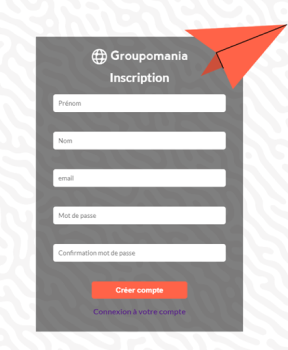 Groupomania
Inscription
Prénom
Nom
email
Mot de passe
Confirmation mot de passe
Créer compte
Connexion à votre compte